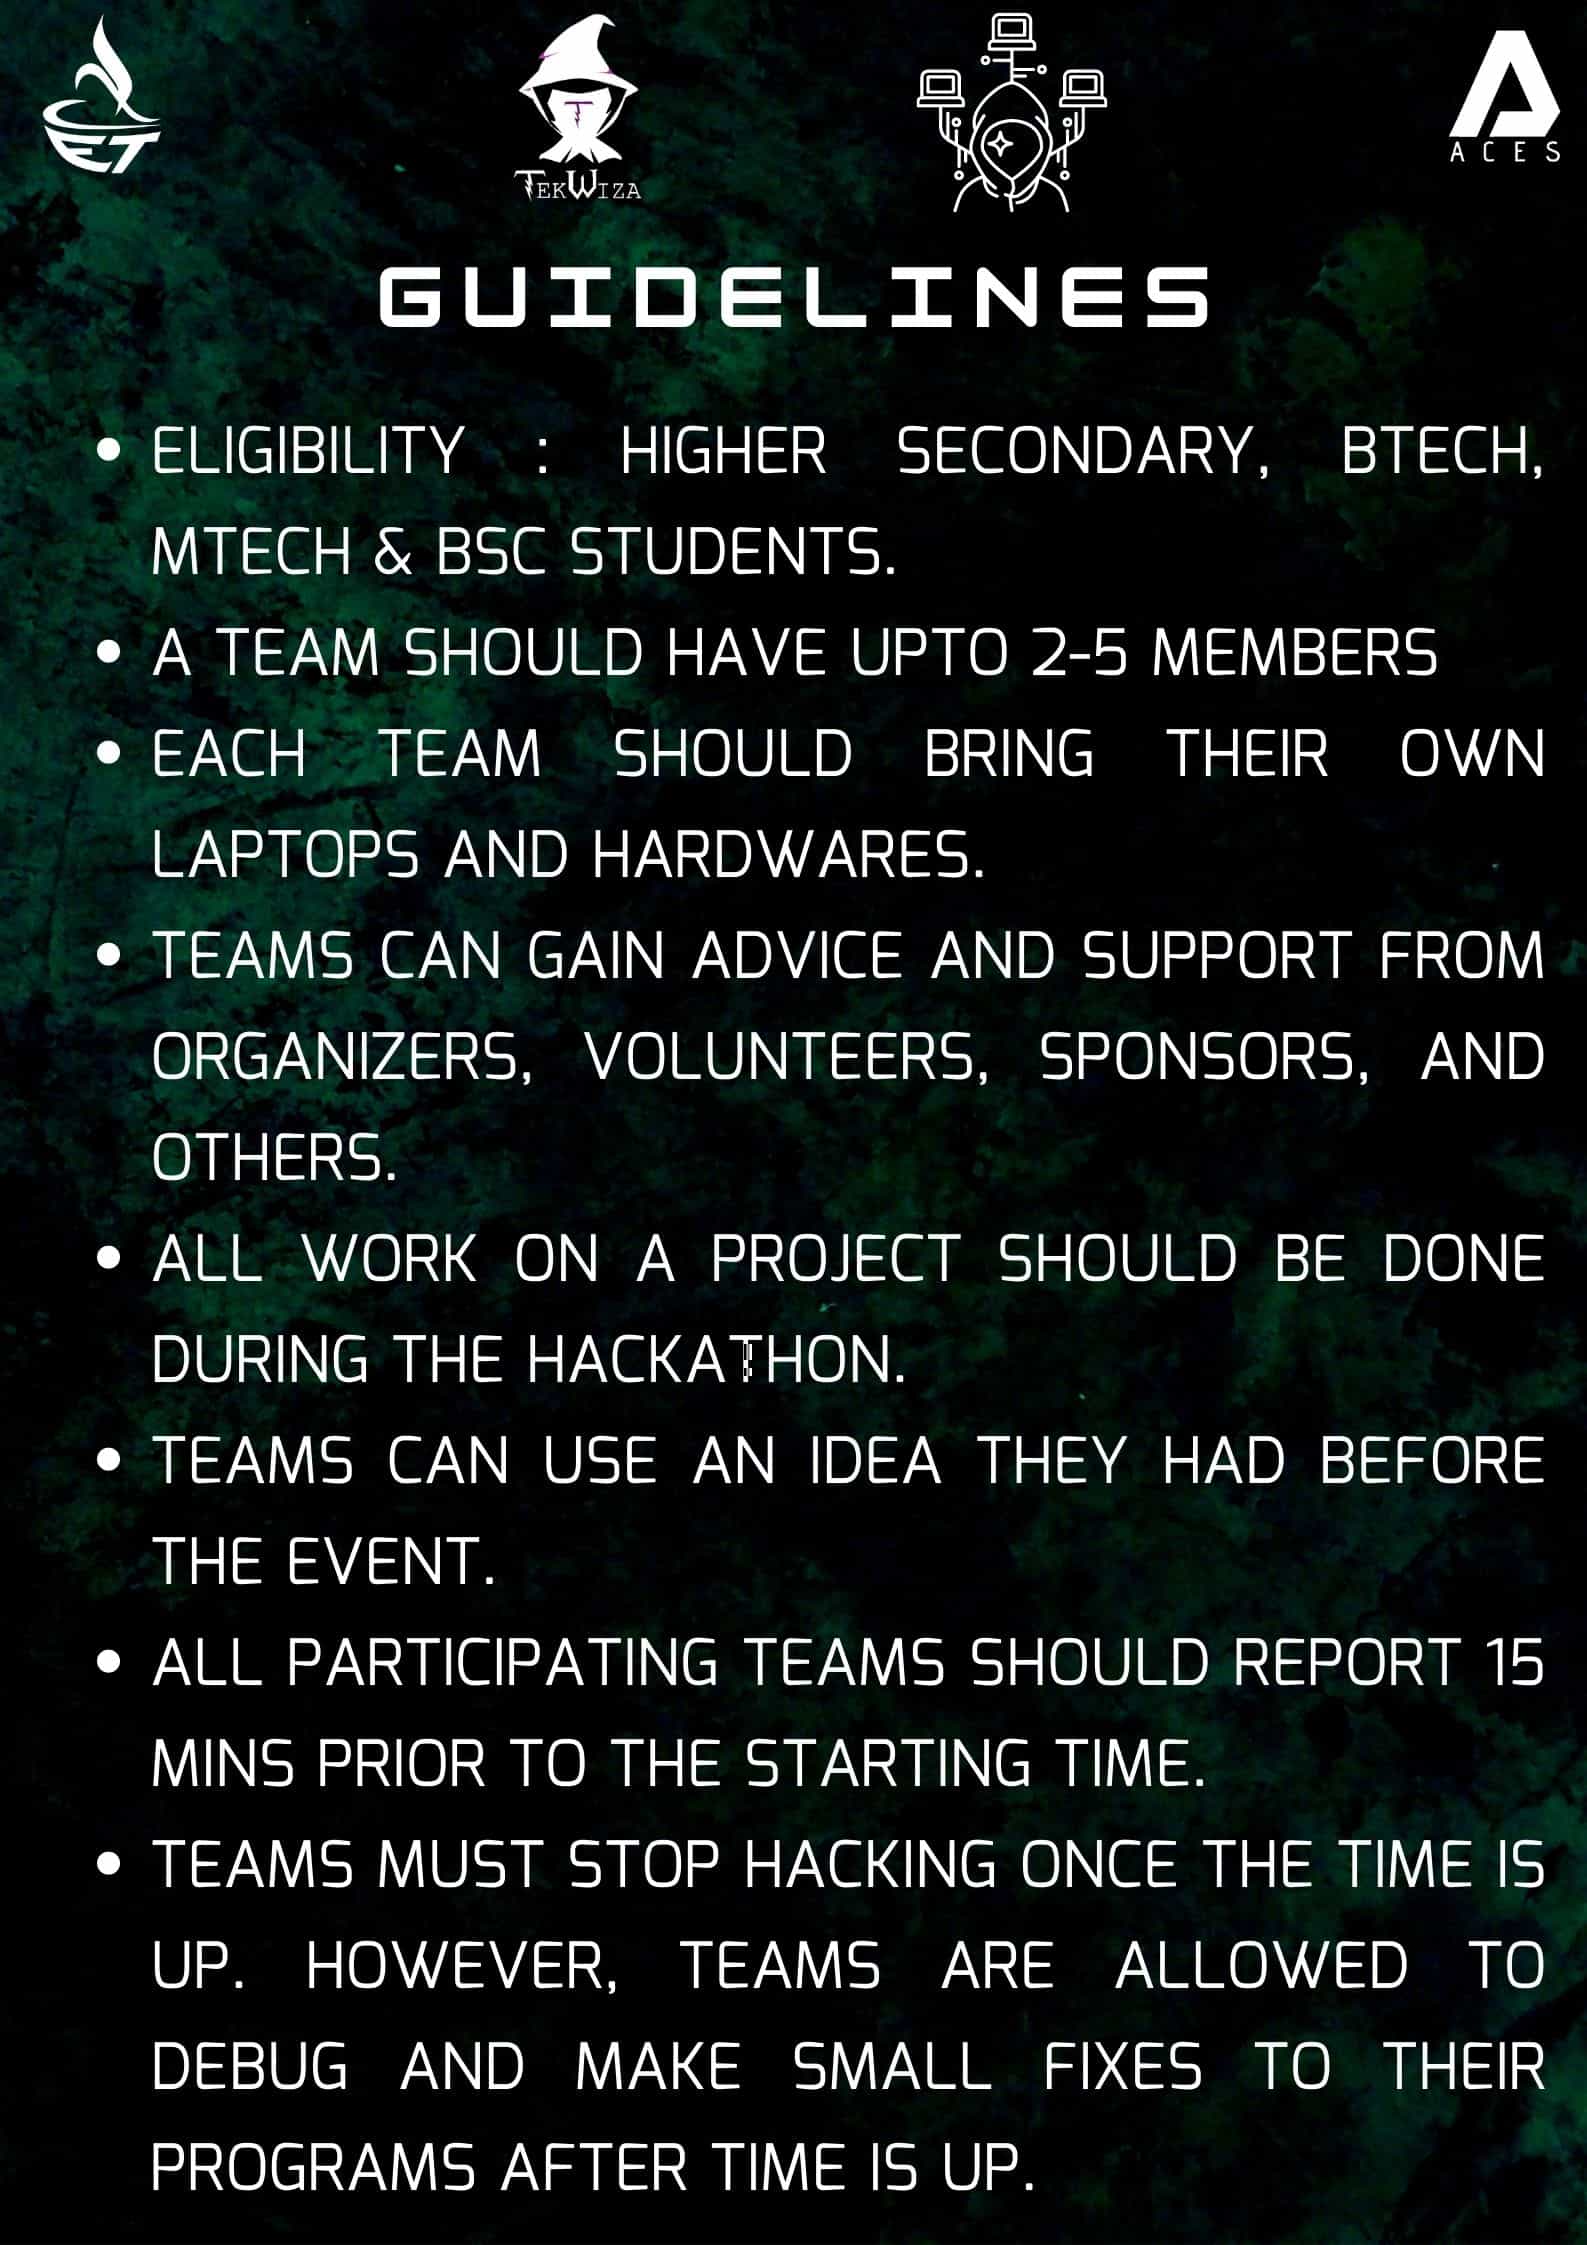 ET
T
TEKWIZA
ACES
GUIDELINES
• ELIGIBILITY : HIGHER SECONDARY, BTECH,
MTECH & BSC STUDENTS.
• A TEAM SHOULD HAVE UPTO 2-5 MEMBERS
• EACH TEAM SHOULD BRING THEIR OWN
LAPTOPS AND HARDWARES.
• TEAMS CAN GAIN ADVICE AND SUPPORT FROM
ORGANIZERS, VOLUNTEERS, SPONSORS, AND
OTHERS.
• ALL WORK ON A PROJECT SHOULD BE DONE
DURING THE HACKATHON.
• TEAMS CAN USE AN IDEA THEY HAD BEFORE
THE EVENT.
• ALL PARTICIPATING TEAMS SHOULD REPORT 15
MINS PRIOR TO THE STARTING TIME.
• TEAMS MUST STOP HACKING ONCE THE TIME IS
UP. HOWEVER, TEAMS ARE ALLOWED TO
DEBUG AND MAKE SMALL FIXES TO THEIR
PROGRAMS AFTER TIME IS UP.